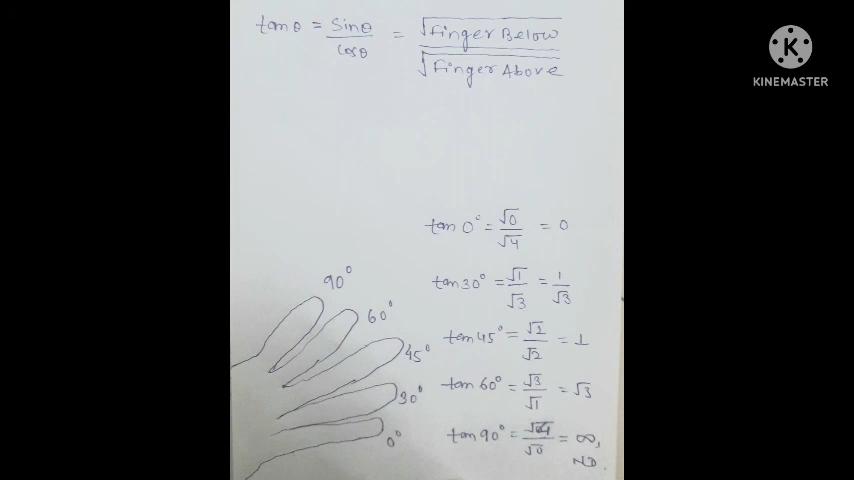 tanθ = sinθ/cosθ = √Finger Below/√Finger Above
K
KINEMASTER
tan 0° = √0/√4 = 0
90°
tan 30° = √1/√3 = 1/√3
60°
tan 45° = √2/√2 = 1
45°
tan 60° = √3/√1 = √3
30°
tan 90° = √4/√0 = ∞,
0°
ND.